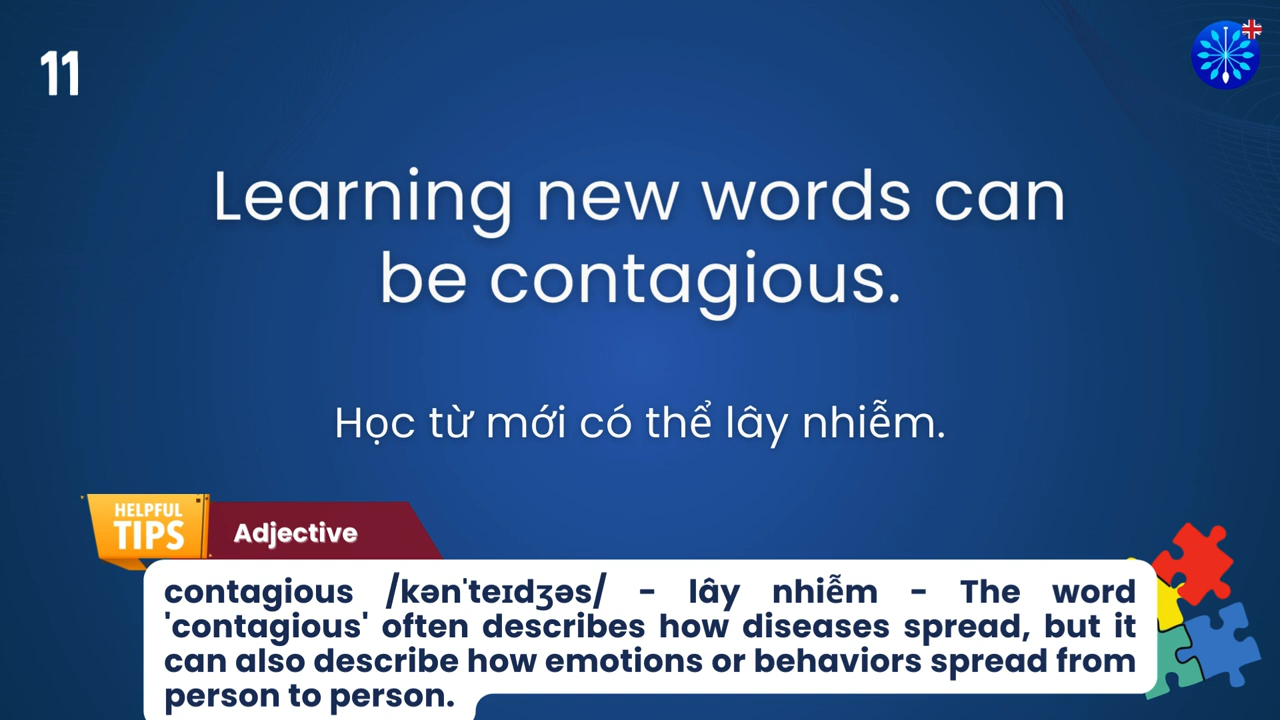 11
Learning new words can
be contagious.
Học từ mới có thể lây nhiễm.
HELPFUL
TIPS
Adjective
contagious /kənˈteɪdʒəs/ - lây nhiễm - The word
'contagious' often describes how diseases spread, but it
can also describe how emotions or behaviors spread from
person to person.